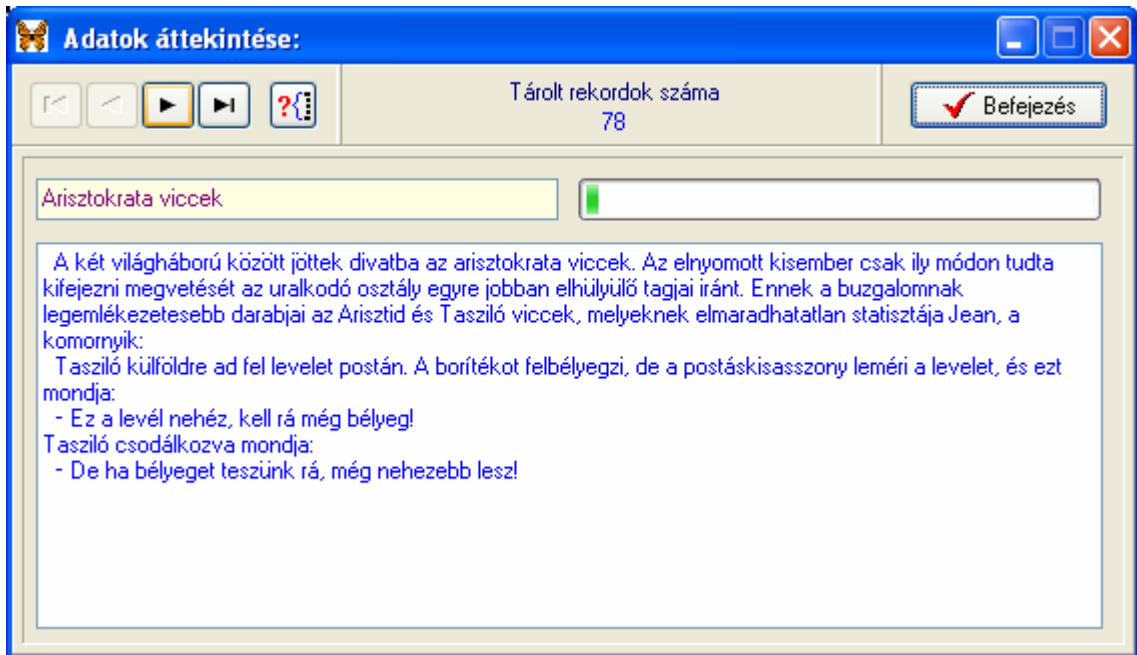 Adatok áttekintése:
Tárolt rekordok száma
78
Befejezés
Arisztokrata viccek
A két világháború között jöttek divatba az arisztokrata viccek. Az elnyomott kisember csak ily módon tudta
kifejezni megvetését az uralkodó osztály egyre jobban elhülyülő tagjai iránt. Ennek a buzgalomnak
legemlékezetesebb darabjai az Arisztid és Tasziló viccek, melyeknek elmaradhatatlan statisztája Jean, a
komornyik:
Tasziló külföldre ad fel levelet postán. A borítékot felbélyegzi, de a postáskisasszony leméri a levelet, és ezt
mondja:
- Ez a levél nehéz, kell rá még bélyeg!
Tasziló csodálkozva mondja:
- De ha bélyeget teszünk rá, még nehezebb lesz!